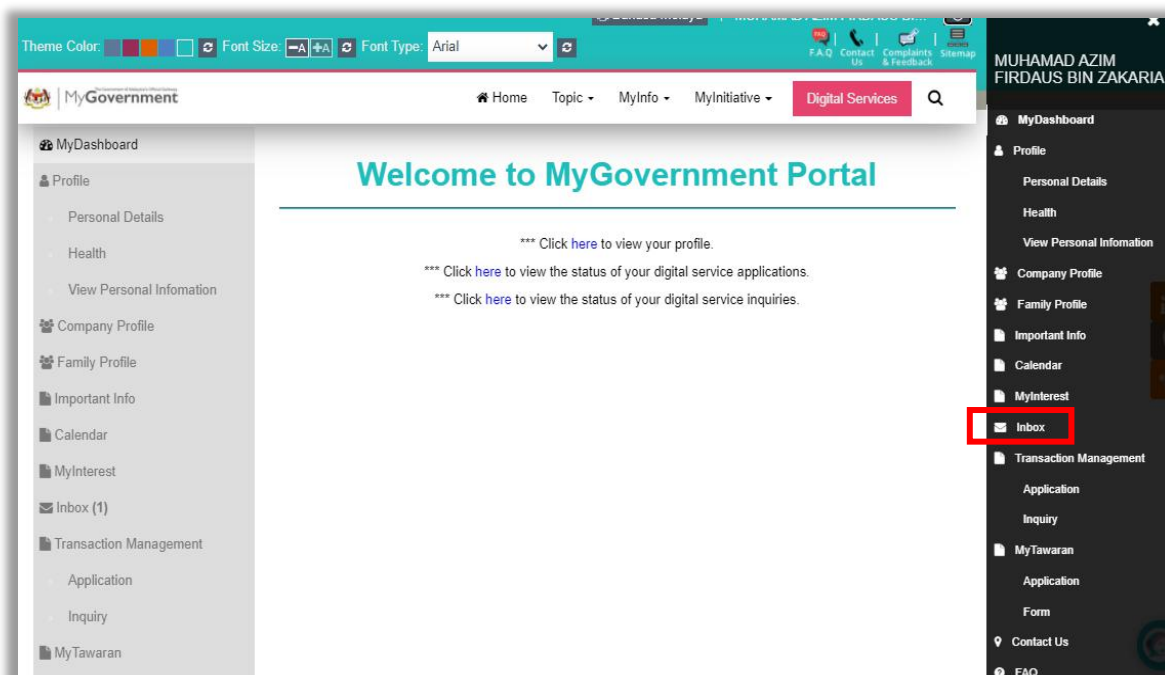 Theme Color: Font Size: -A +A Font Type: Arial
FAQ
F.A.Q Contact Us Complaints & Feedback Sitemap
MyGovernment
Home Topic MyInfo MyInitiative Digital Services
MyDashboard
Profile
Personal Details
Health
View Personal Infomation
Company Profile
Family Profile
Important Info
Calendar
MyInterest
Inbox (1)
Transaction Management
Application
Inquiry
MyTawaran
Welcome to MyGovernment Portal
*** Click here to view your profile.
*** Click here to view the status of your digital service applications.
*** Click here to view the status of your digital service inquiries.
MUHAMAD AZIM
FIRDAUS BIN ZAKARIA
MyDashboard
Profile
Personal Details
Health
View Personal Infomation
Company Profile
Family Profile
Important Info
Calendar
MyInterest
Inbox
Transaction Management
Application
Inquiry
MyTawaran
Application
Form
Contact Us
FAQ